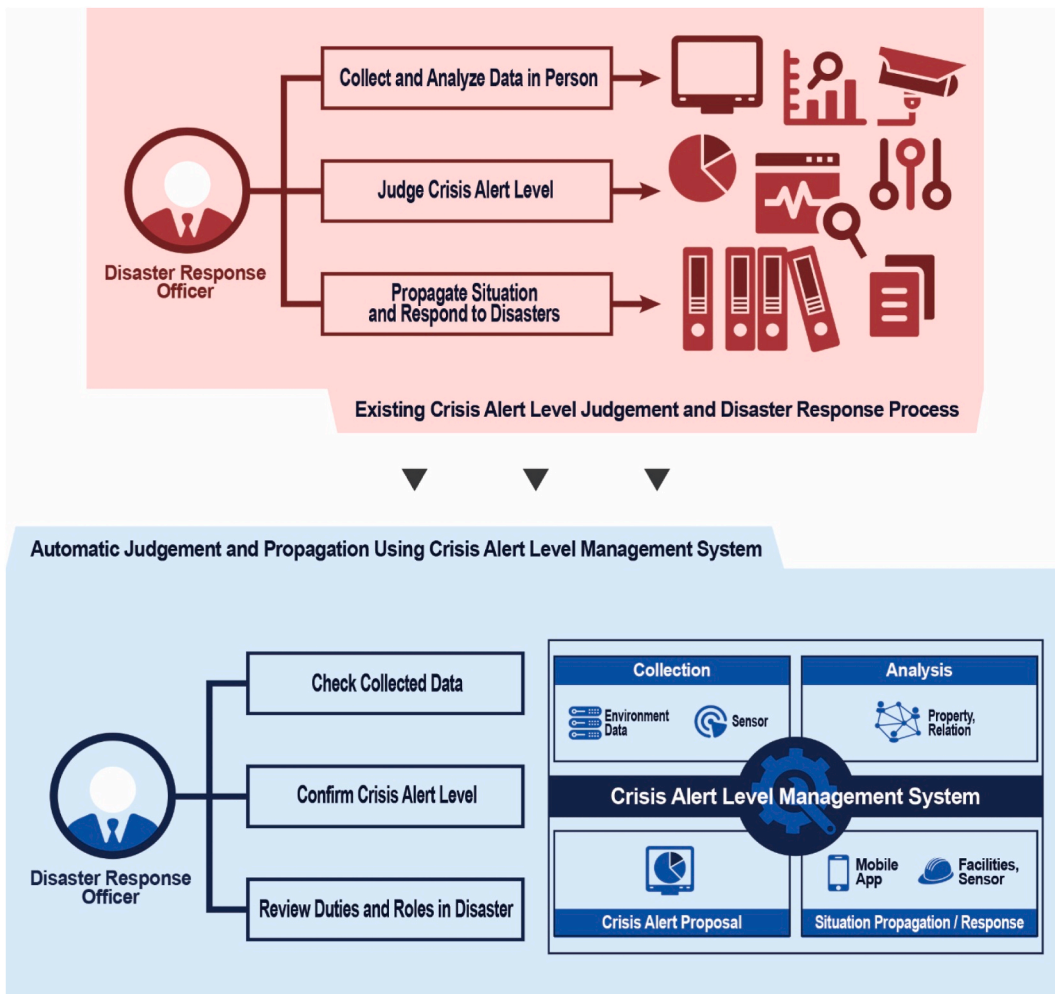 Collect and Analyze Data in Person
Judge Crisis Alert Level
Disaster Response
Officer
Propagate Situation
and Respond to Disasters
Existing Crisis Alert Level Judgement and Disaster Response Process
Automatic Judgement and Propagation Using Crisis Alert Level Management System
Check Collected Data
Confirm Crisis Alert Level
Disaster Response
Officer
Review Duties and Roles in Disaster
Collection
Environment
Data
Sensor
Analysis
Property,
Relation
Crisis Alert Level Management System
Crisis Alert Proposal
Mobile
App
Facilities,
Sensor
Situation Propagation / Response